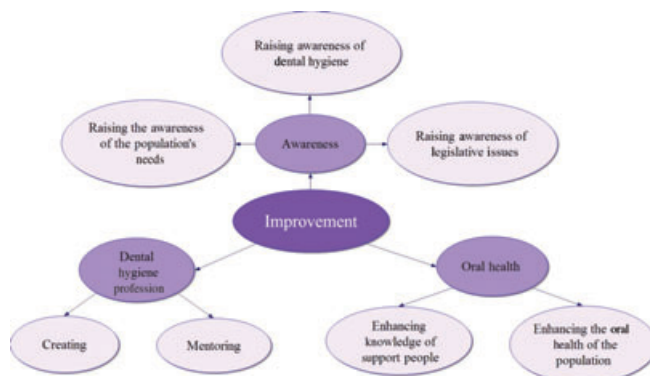 Raising awareness of
dental hygiene
Raising the awareness
of the population's
needs
Awareness
Raising awareness of
legislative issues
Improvement
Dental
hygiene
profession
Oral health
Creating
Mentoring
Enhancing
knowledge of
support people
Enhancing the oral
health of the
population